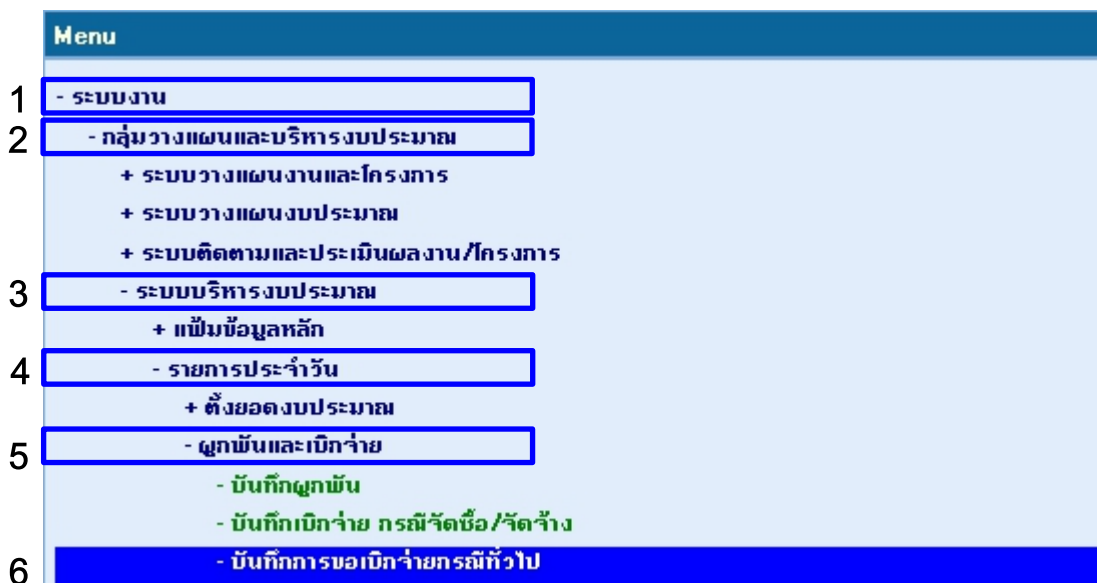 Menu
1 - ระบบงาน
2 - กลุ่มวางแผนและบริหารงบประมาณ
+ ระบบวางแผนงานและโครงการ
+ ระบบวางแผนงบประมาณ
+ ระบบติดตามและประเมินผลงาน/โครงการ
3 - ระบบบริหารงบประมาณ
+ แฟ้มข้อมูลหลัก
4 - รายการประจำวัน
+ ตั้งยอดงบประมาณ
5 - ผูกพันและเบิกจ่าย
- บันทึกผูกพัน
- บันทึกเบิกจ่าย กรณีจัดซื้อ/จัดจ้าง
6 - บันทึกการขอเบิกจ่ายกรณีทั่วไป